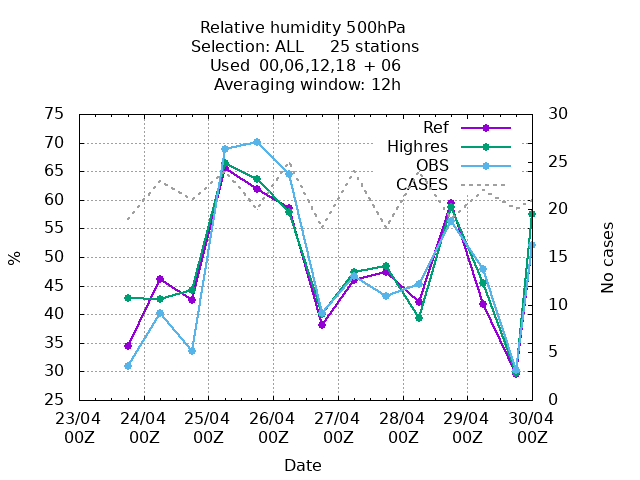 Relative humidity 500hPa
Selection: ALL 25 stations
Used 00,06,12,18 + 06
Averaging window: 12h
75
70
65
60
55
50
45
40
35
30
25
%
30
25
20
15
10
5
0
No cases
Ref
Highres
OBS
CASES
23/04 24/04 25/04 26/04 27/04 28/04 29/04 30/04
00Z 00Z 00Z 00Z 00Z 00Z 00Z 00Z
Date